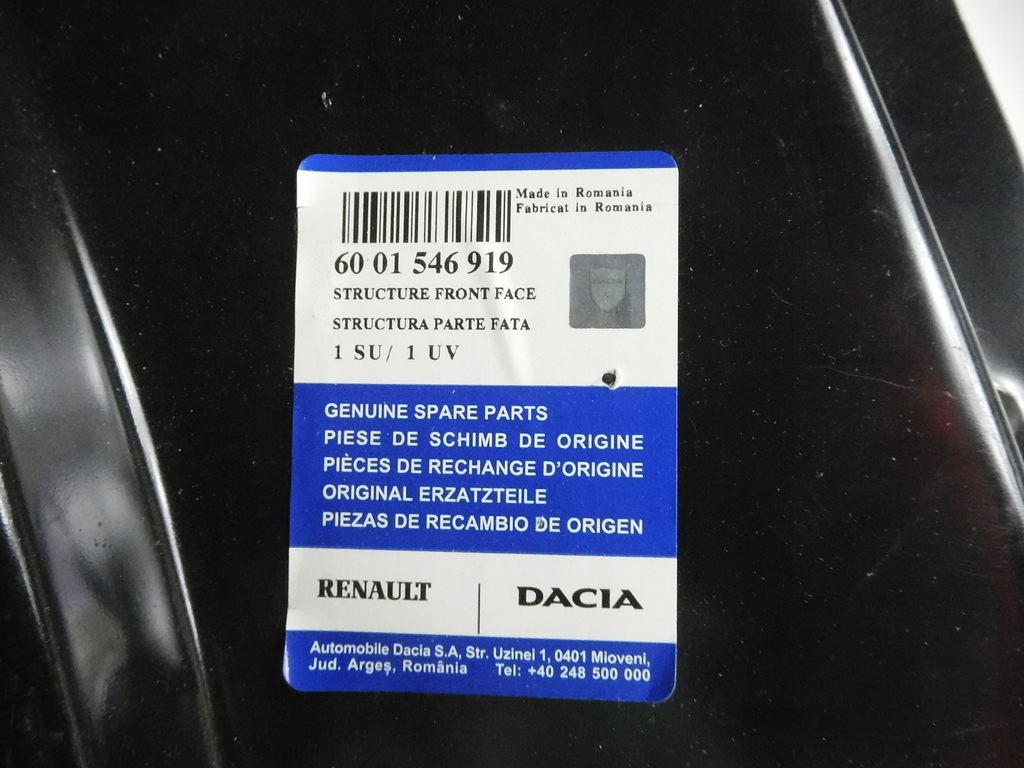 Made in Romania
Fabricat in Romania
60 01 546 919
STRUCTURE FRONT FACE
DACIA
STRUCTURA PARTE FATA
1 SU/ 1 UV
GENUINE SPARE PARTS
PIESE DE SCHIMB DE ORIGINE
PIÈCES DE RECHANGE D'ORIGINE
ORIGINAL ERZATZTEILE
PIEZAS DE RECAMBIO DE ORIGEN
RENAULT | DACIA
Automobile Dacia S.A, Str. Uzinei 1, 0401 Mioveni,
Jud. Argeș, România Tel: +40 248 500 000